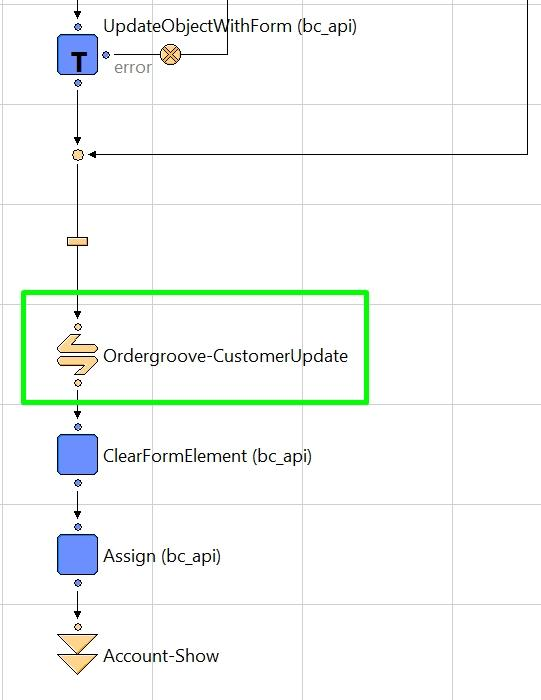 UpdateObjectWithForm (bc_api)
T
error
Ordergroove-CustomerUpdate
ClearFormElement (bc_api)
Assign (bc_api)
Account-Show